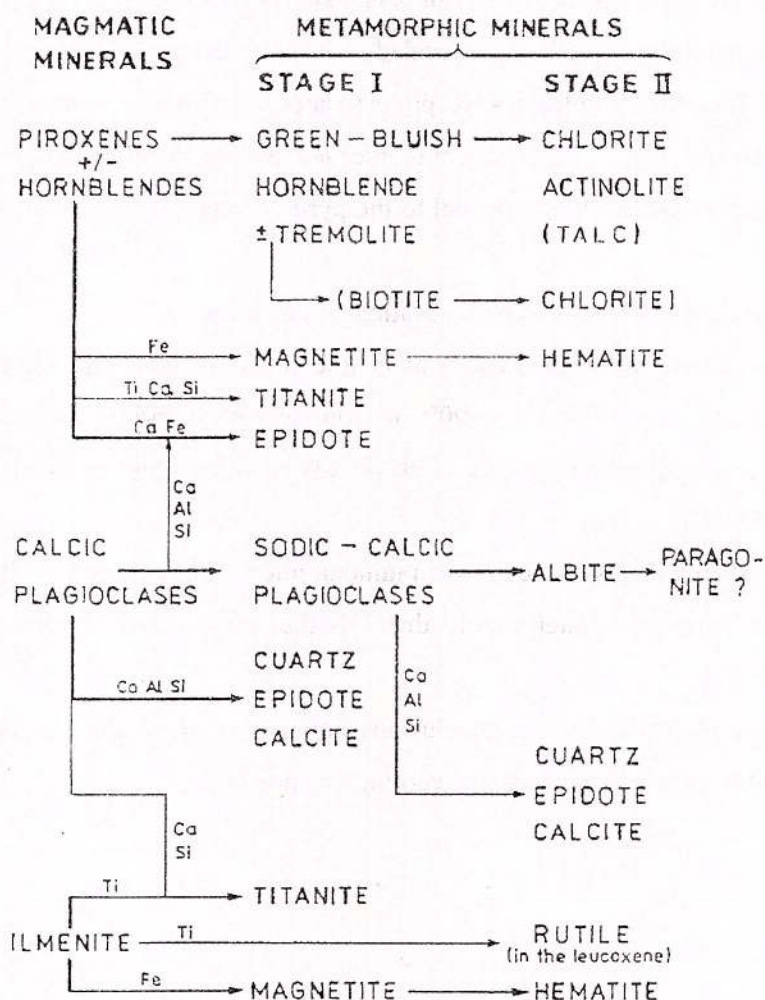 MAGMATIC METAMORPHIC MINERALS
MINERALS
STAGE I STAGE II
PIROXENES GREEN – BLUISH CHLORITE
+/-
HORNBLENDES HORNBLENDE ACTINOLITE
± TREMOLITE (TALC)
(BIOTITE CHLORITE)
Fe MAGNETITE HEMATITE
Ti Ca Si TITANITE
Ca Fe EPIDOTE
Ca
Al
Si
CALCIC SODIC – CALCIC ALBITE PARAGO-
PLAGIOCLASES PLAGIOCLASES NITE ?
CUARTZ Ca
Ca Al Si EPIDOTE Al
CALCITE Si
CUARTZ
EPIDOTE
CALCITE
Ca
Si
Ti TITANITE
ILMENITE Ti RUTILE
(in the leucoxene)
Fe MAGNETITE HEMATITE